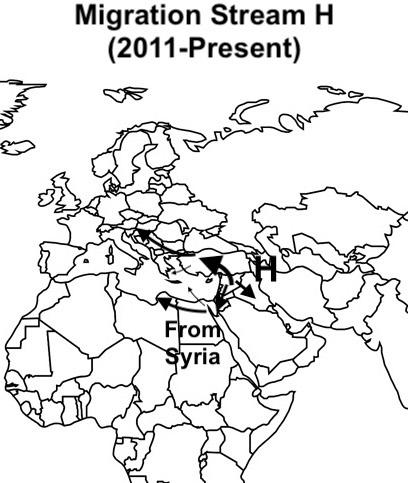 Migration Stream H
(2011-Present)
H
From
Syria